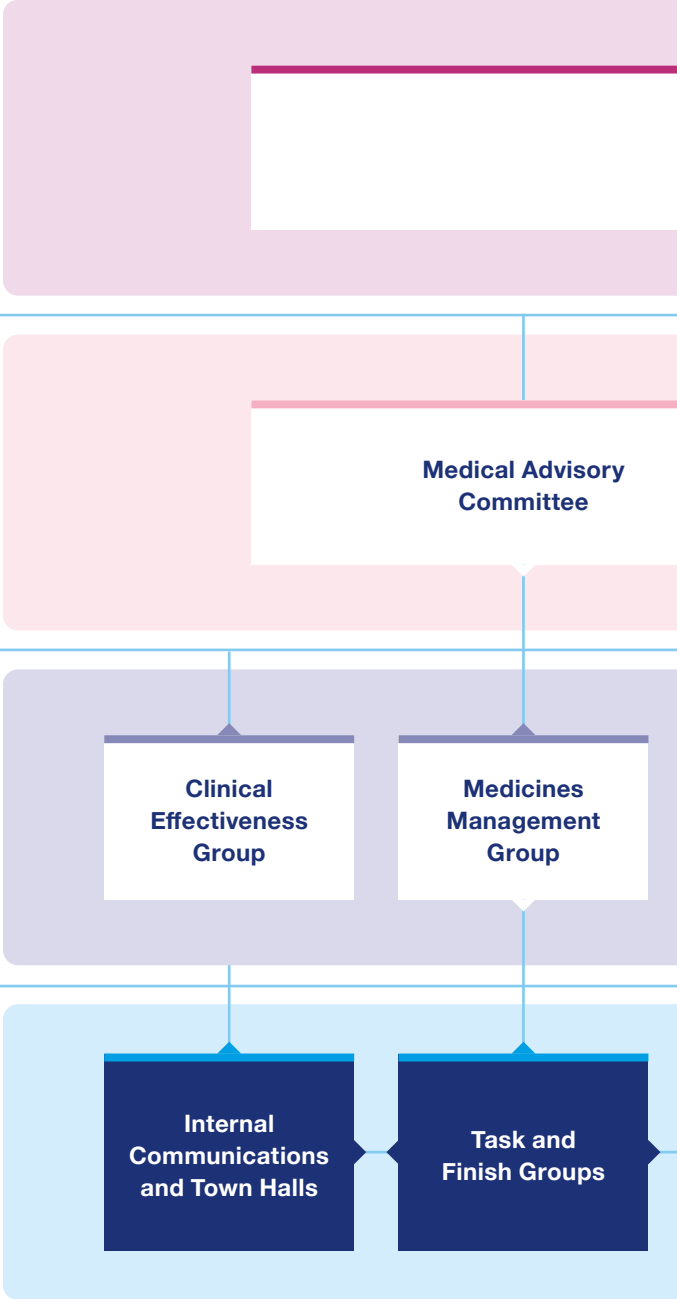 Medical Advisory
Committee
Clinical
Effectiveness
Group
Medicines
Management
Group
Internal
Communications
and Town Halls
Task and
Finish Groups